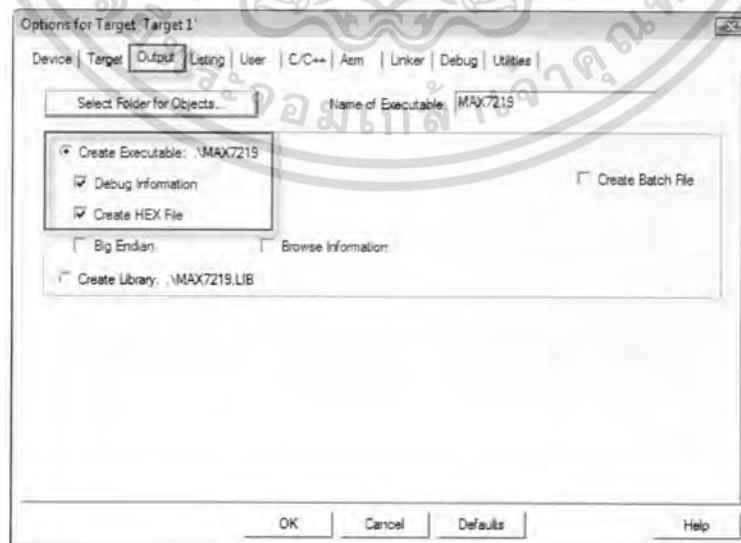 Options for Target 'Target 1'
Device | Target | Output | Listing | User | C/C++ | Asm | Linker | Debug | Utilities
Select Folder for Objects... Name of Executable: MAX7219
Create Executable: .\MAX7219
Debug Information
Create Batch File
Create HEX File
Big Endian Browse Information
Create Library: .\MAX7219.LIB
OK Cancel Defaults Help